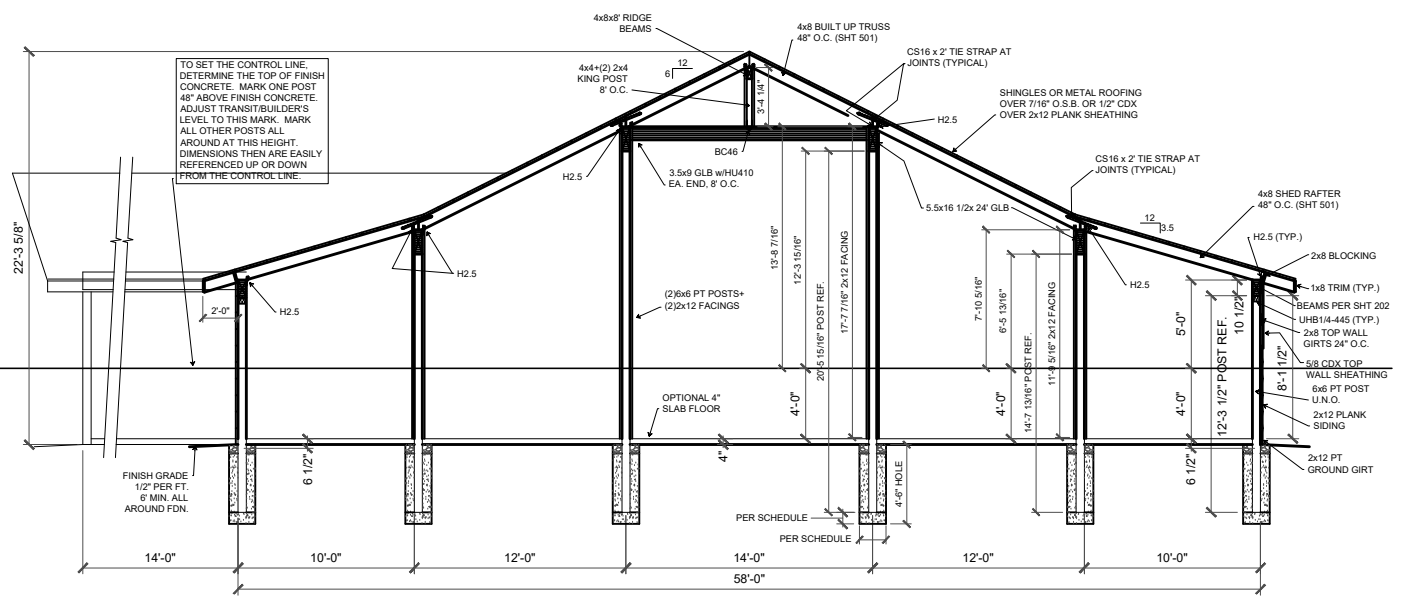 4x8x8' RIDGE
BEAMS
4x8 BUILT UP TRUSS
48" O.C. (SHT 501)
CS16 x 2' TIE STRAP AT
JOINTS (TYPICAL)
TO SET THE CONTROL LINE,
DETERMINE THE TOP OF FINISH
CONCRETE. MARK ONE POST
48" ABOVE FINISH CONCRETE.
ADJUST TRANSIT/BUILDER'S
LEVEL TO THIS MARK. MARK
ALL OTHER POSTS ALL
AROUND AT THIS HEIGHT.
DIMENSIONS THEN ARE EASILY
REFERENCED UP OR DOWN
FROM THE CONTROL LINE.
4x4+(2) 2x4
KING POST
8' O.C.
12
6
3'-4 1/4"
SHINGLES OR METAL ROOFING
OVER 7/16" O.S.B. OR 1/2" CDX
OVER 2x12 PLANK SHEATHING
H2.5
BC46
H2.5
3.5x9 GLB w/HU410
EA. END, 8' O.C.
CS16 x 2' TIE STRAP AT
JOINTS (TYPICAL)
4x8 SHED RAFTER
48" O.C. (SHT 501)
5.5x16 1/2x 24' GLB
12
3.5
H2.5 (TYP.)
2x8 BLOCKING
1x8 TRIM (TYP.)
BEAMS PER SHT 202
UHB1/4-445 (TYP.)
2x8 TOP WALL
GIRTS 24" O.C.
5/8 CDX TOP
WALL SHEATHING
6x6 PT POST
U.N.O.
2x12 PLANK
SIDING
2x12 PT
GROUND GIRT
22'-3 5/8"
H2.5
H2.5
H2.5
2'-0"
(2)6x6 PT POSTS+
(2)2x12 FACINGS
13'-8 7/16"
12'-3 15/16"
20'-5 15/16" POST REF.
17'-7 7/16" 2x12 FACING
4'-0"
7'-10 5/16"
6'-5 13/16"
14'-7 13/16" POST REF.
11'-9 5/16" 2x12 FACING
4'-0"
5'-0"
4'-0"
12'-3 1/2" POST REF.
10 1/2"
8'-1 1/2"
6 1/2"
OPTIONAL 4"
SLAB FLOOR
FINISH GRADE
1/2" PER FT.
6' MIN. ALL
AROUND FDN.
6 1/2"
4"
4'-6" HOLE
PER SCHEDULE
PER SCHEDULE
14'-0"
10'-0"
12'-0"
14'-0"
12'-0"
10'-0"
58'-0"